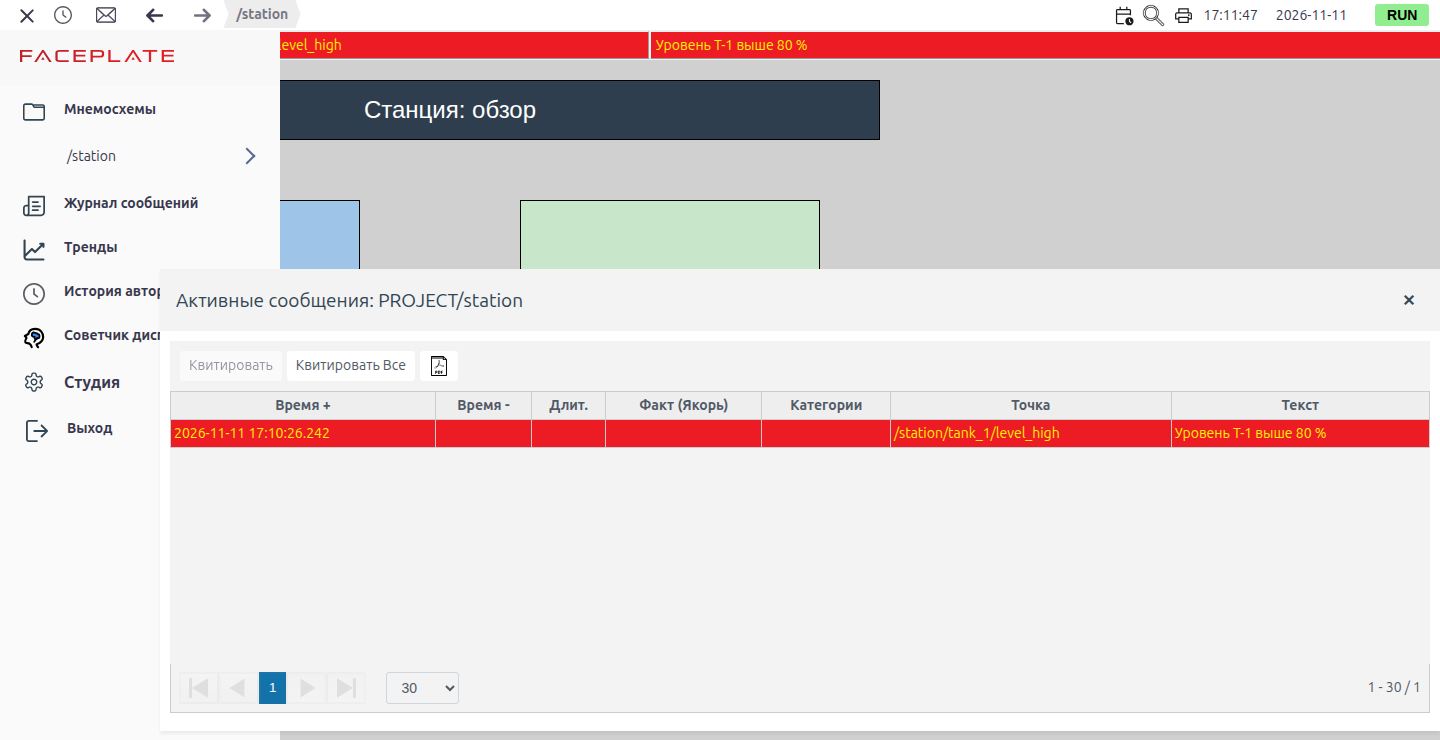 /station
17:11:47 2026-11-11 RUN
FACEPLATE
level_high Уровень Т-1 выше 80 %
Мнемосхемы
/station
Журнал сообщений
Тренды
История автор
Советчик дисп
Студия
Выход
Станция: обзор
Активные сообщения: PROJECT/station
Квитировать Квитировать Все
Время + Время - Длит. Факт (Якорь) Категории Точка Текст
2026-11-11 17:10:26.242 /station/tank_1/level_high Уровень Т-1 выше 80 %
1 30 1 - 30 / 1